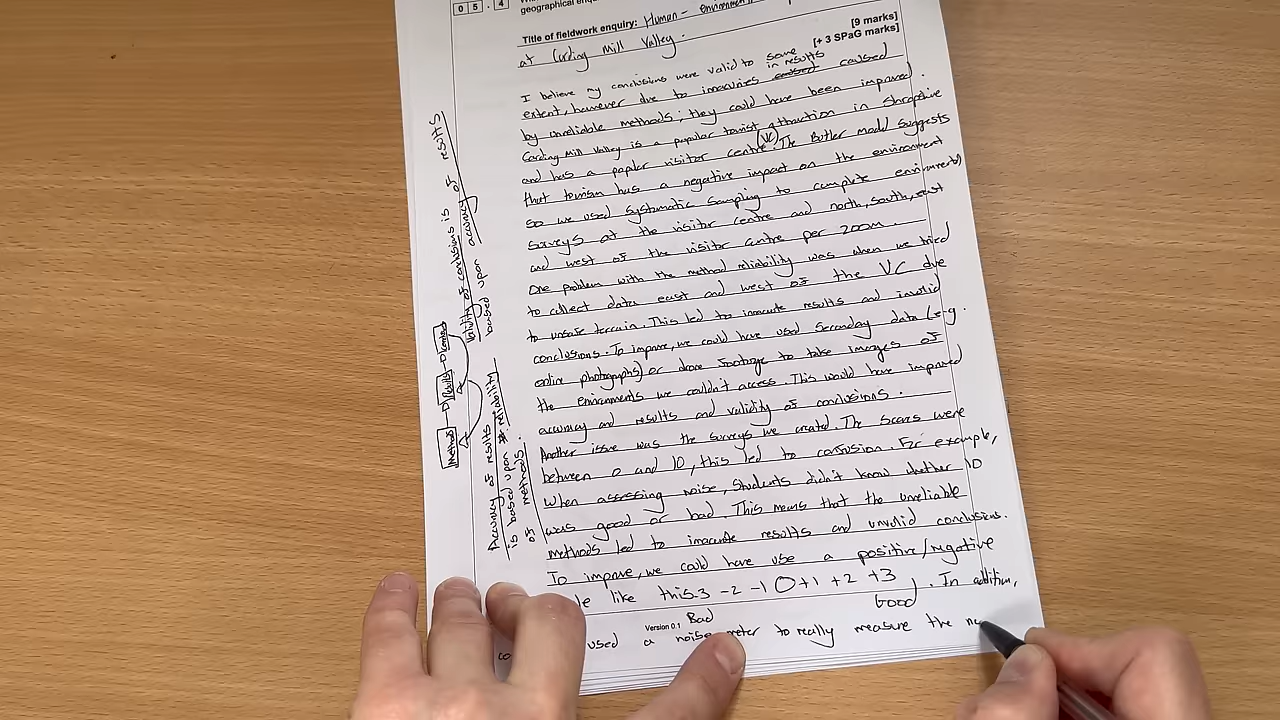 0 5 . 4
geographical enqu
Title of fieldwork enquiry: Human - environment
at Carding Mill Valley.
[9 marks]
[+ 3 SPaG marks]
I believe my conclusions were valid to some
extent, however due to inaccuracies in results caused
by unreliable methods; they could have been improved.
Carding Mill Valley is a popular tourist attraction in Shropshire
and has a popular visitor centre (VC). The Butler model suggests
that tourism has a negative impact on the environment
so we used systematic sampling to complete environmental
surveys at the visitor centre and north, south, east
and west of the visitor centre per 200m.
One problem with the method reliability was when we tried
to collect data east and west of the VC due
to unsafe terrain. This led to inaccurate results and invalid
conclusions. To improve, we could have used secondary data (e.g.
online photographs) or drone footage to take images of
the environments we couldn't access. This would have improved
accuracy and results and validity of conclusions.
Another issue was the surveys we created. The scores were
between 0 and 10, this led to confusion. For example,
when assessing noise, students didn't know whether 10
was good or bad. This means that the unreliable
methods led to inaccurate results and invalid conclusions.
To improve, we could have use a positive/negative
le like this -3 -2 -1 0 +1 +2 +3 . In addition,
Bad Good
Version 0.1
used a noise meter to really measure the
co
Validity of conclusions is
based upon accuracy of results
Methods → Results →
Accuracy of results
is based upon reliability
of methods.